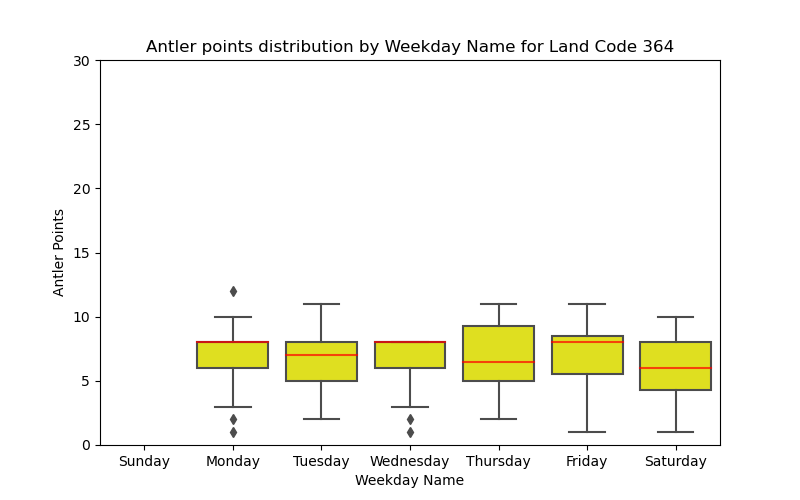 Antler points distribution by Weekday Name for Land Code 364
30
25
20
15
10
5
0
Antler Points
Sunday Monday Tuesday Wednesday Thursday Friday Saturday
Weekday Name